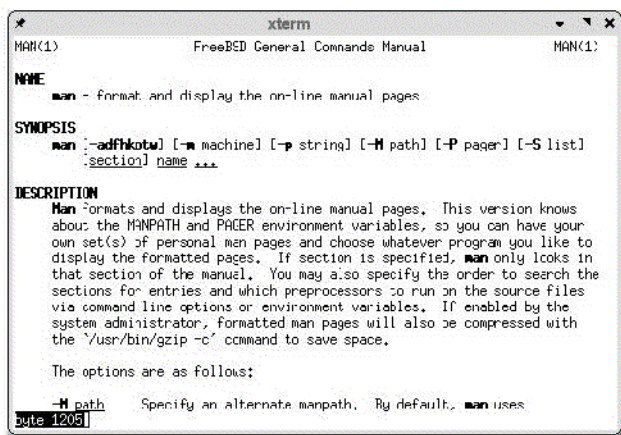 xterm
MAN(1) FreeBSD General Commands Manual MAN(1)
NAME
man - format and display the on-line manual pages
SYNOPSIS
man [-adfhkotw] [-m machine] [-p string] [-M path] [-P pager] [-S list]
[section] name ...
DESCRIPTION
Man formats and displays the on-line manual pages. This version knows
about the MANPATH and PAGER environment variables, so you can have your
own set(s) of personal man pages and choose whatever program you like to
display the formatted pages. If section is specified, man only looks in
that section of the manual. You may also specify the order to search the
sections for entries and which preprocessors to run on the source files
via command line options or environment variables. If enabled by the
system administrator, formatted man pages will also be compressed with
the `/usr/bin/gzip -c' command to save space.
The options are as follows:
-M path Specify an alternate manpath. By default, man uses
byte 1205